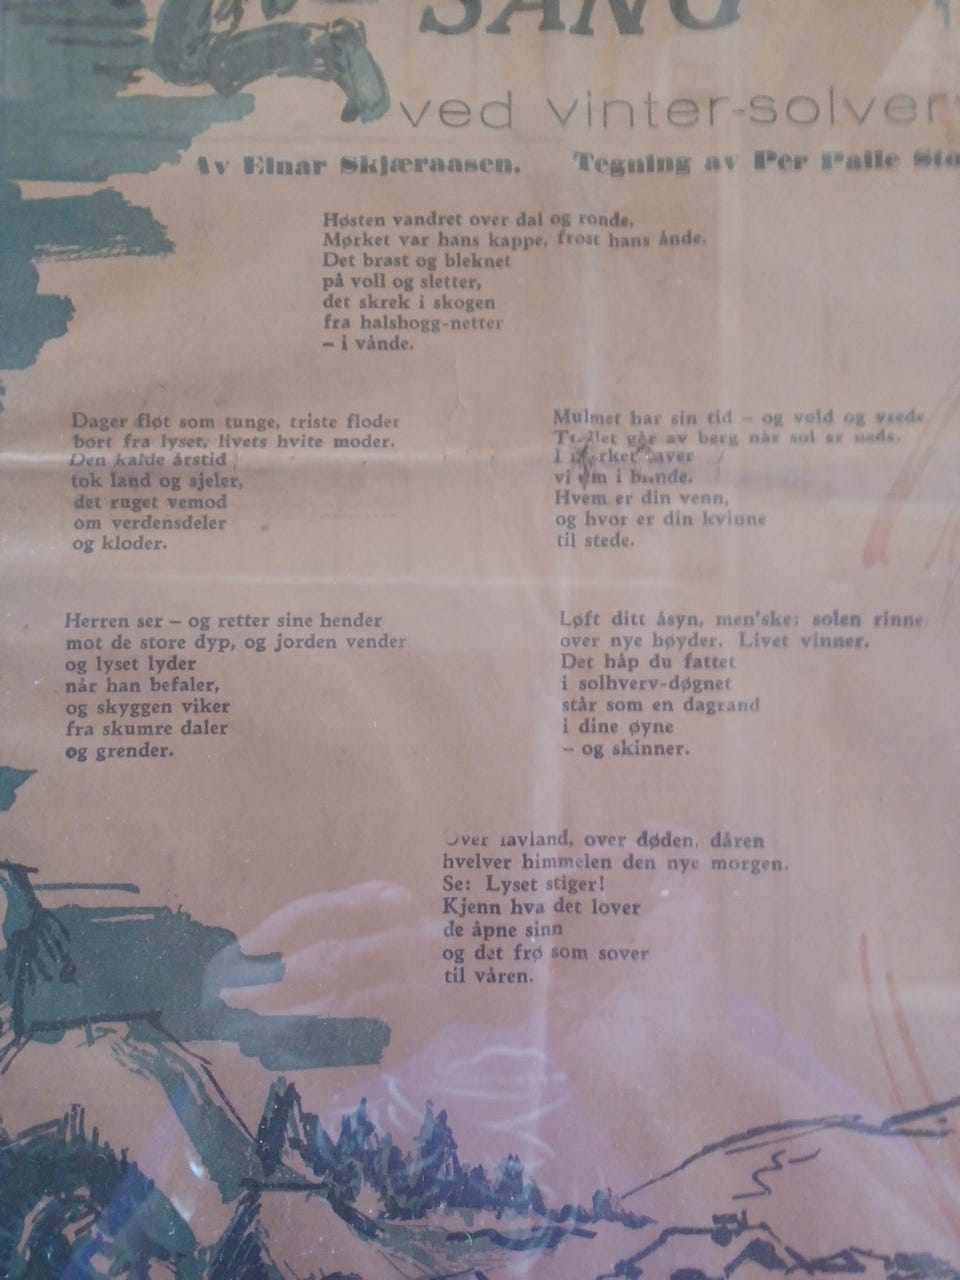 SANG
ved vinter-solver
Av Einar Skjæraasen. Tegning av Per Palle Sto
Høsten vandret over dal og ronde,
Mørket var hans kappe, frost hans ånde.
Det brast og bleknet
på voll og sletter,
det skrek i skogen
fra halshogg-netter
– i vånde.
Dager fløt som tunge, triste floder
bort fra lyset, livets hvite moder.
Den kalde årstid
tok land og sjeler,
det ruget vemod
om verdensdeler
og kloder.
Mulmet har sin tid – og vold og vrede.
Trollet går av berg når sol er nede.
I
vi om i blinde.
Hvem er din venn,
og hvor er din kvinne
til stede.
Herren ser – og retter sine hender
mot de store dyp, og jorden vender
og lyset lyder
når han befaler,
og skyggen viker
fra skumre daler
og grender.
Løft ditt åsyn, men'ske: solen rinner
over nye høyder. Livet vinner.
Det håp du fattet
i solhverv-døgnet
står som en dagrand
i dine øyne
– og skinner.
Over lavland, over døden, dåren
hvelver himmelen den nye morgen.
Se: Lyset stiger!
Kjenn hva det lover
de åpne sinn
og det frø som sover
til våren.